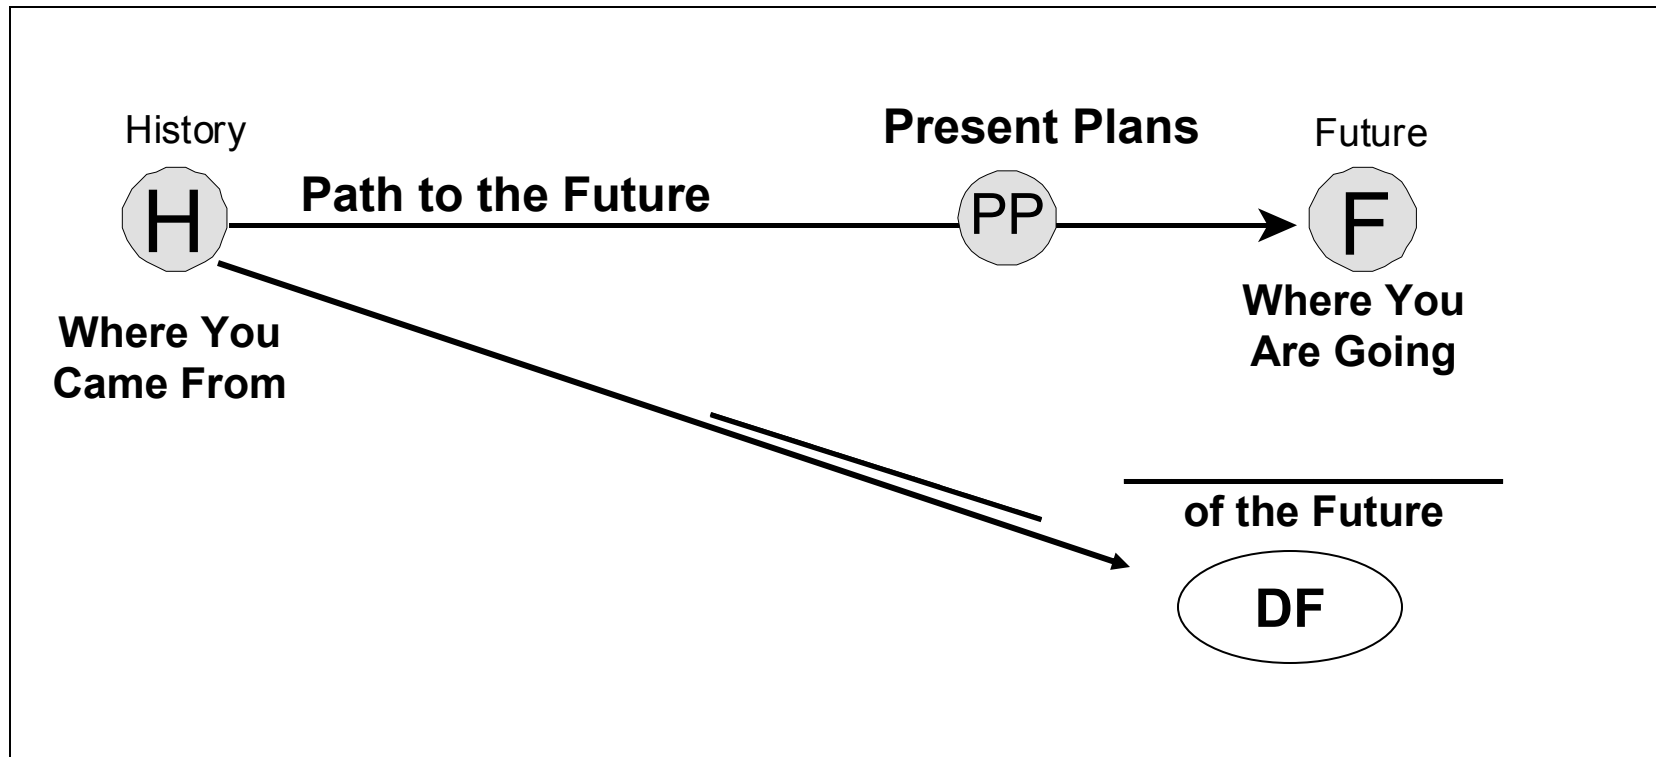 History
Present Plans
Future
H
Path to the Future
PP
F
Where You
Came From
Where You
Are Going
of the Future
DF